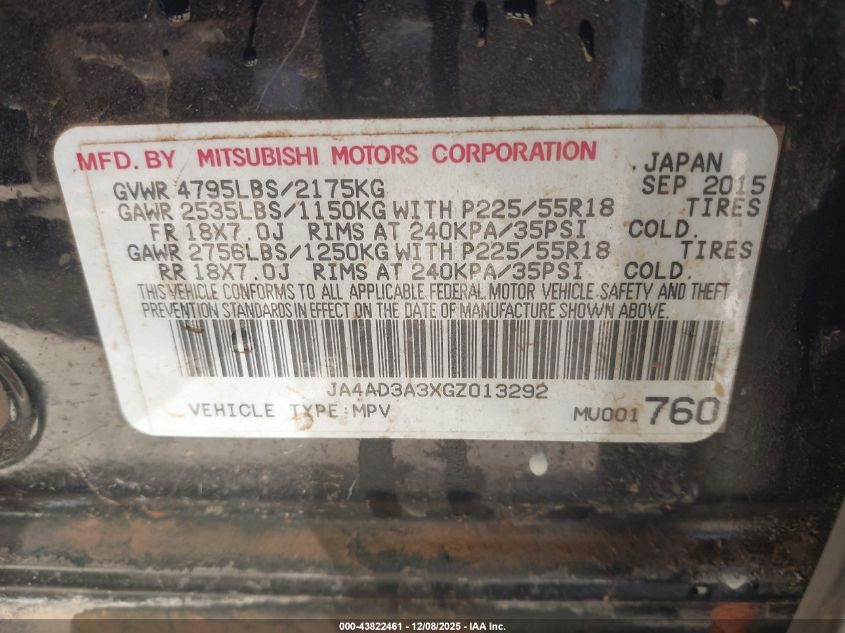 MFD. BY MITSUBISHI MOTORS CORPORATION . JAPAN
GVWR 4795LBS/2175KG SEP 2015
GAWR 2535LBS/1150KG WITH P225/55R18 TIRES
FR 18X7.0J RIMS AT 240KPA/35PSI COLD.
GAWR 2756LBS/1250KG WITH P225/55R18 TIRES
RR 18X7.0J RIMS AT 240KPA/35PSI COLD.
THIS VEHICLE CONFORMS TO ALL APPLICABLE FEDERAL MOTOR VEHICLE SAFETY AND THEFT
PREVENTION STANDARDS IN EFFECT ON THE DATE OF MANUFACTURE SHOWN ABOVE.
JA4AD3A3XGZ013292
VEHICLE TYPE:MPV MU001 760
000-43822461 - 12/08/2025 - IAA Inc.